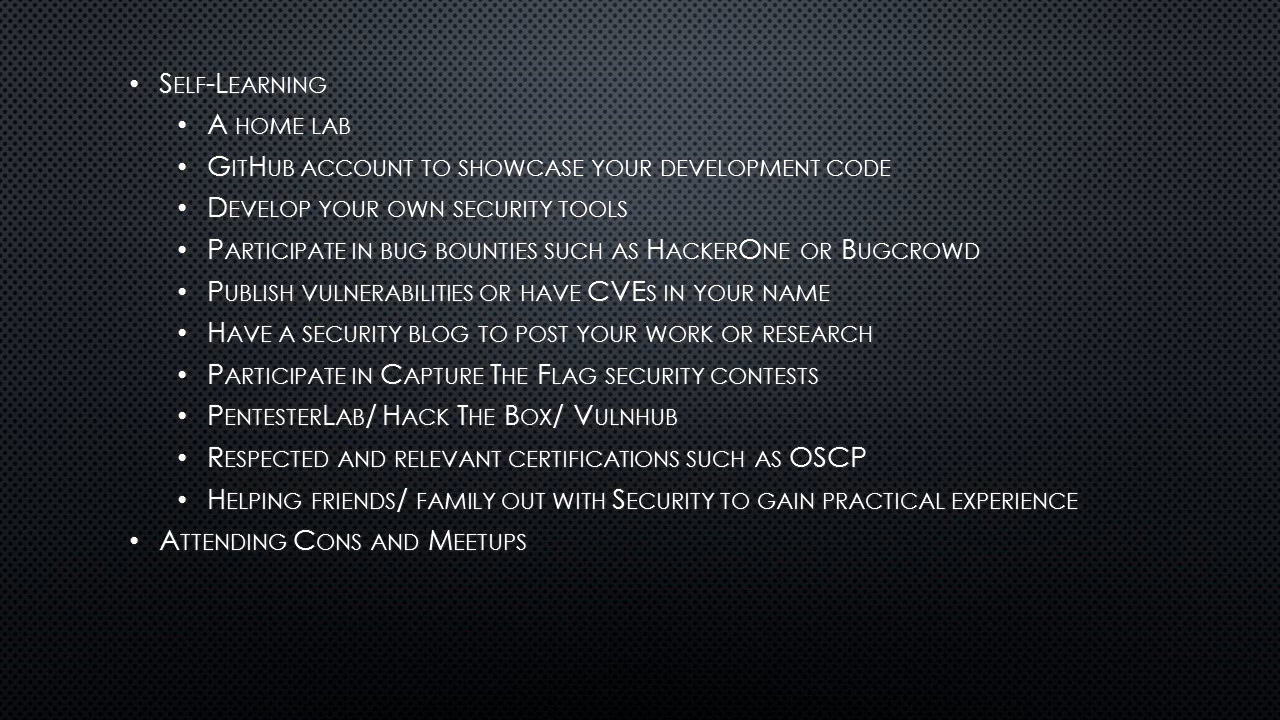 • Self-Learning
• A home lab
• GitHub account to showcase your development code
• Develop your own security tools
• Participate in bug bounties such as HackerOne or Bugcrowd
• Publish vulnerabilities or have CVEs in your name
• Have a security blog to post your work or research
• Participate in Capture The Flag security contests
• PentesterLab/ Hack The Box/ Vulnhub
• Respected and relevant certifications such as OSCP
• Helping friends/ family out with Security to gain practical experience
• Attending Cons and Meetups